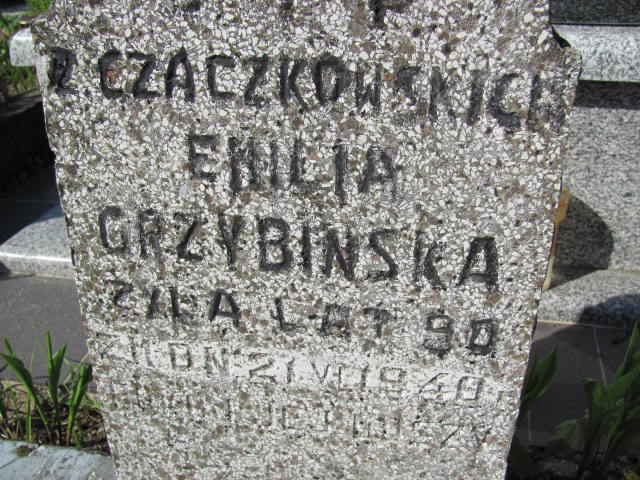 Z CZACZKOWSKICH
EMILIA
GRZYBIŃSKA
ŻYŁA LAT 90
ZM. DN. 21 VI 1940